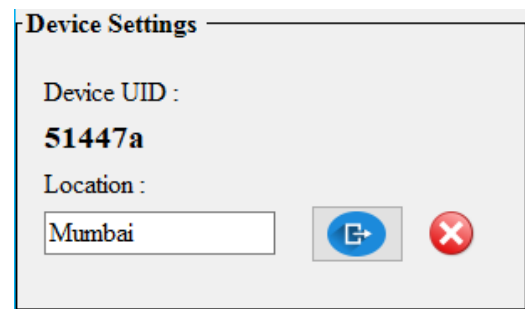 Device Settings
Device UID :
51447a
Location :
Mumbai